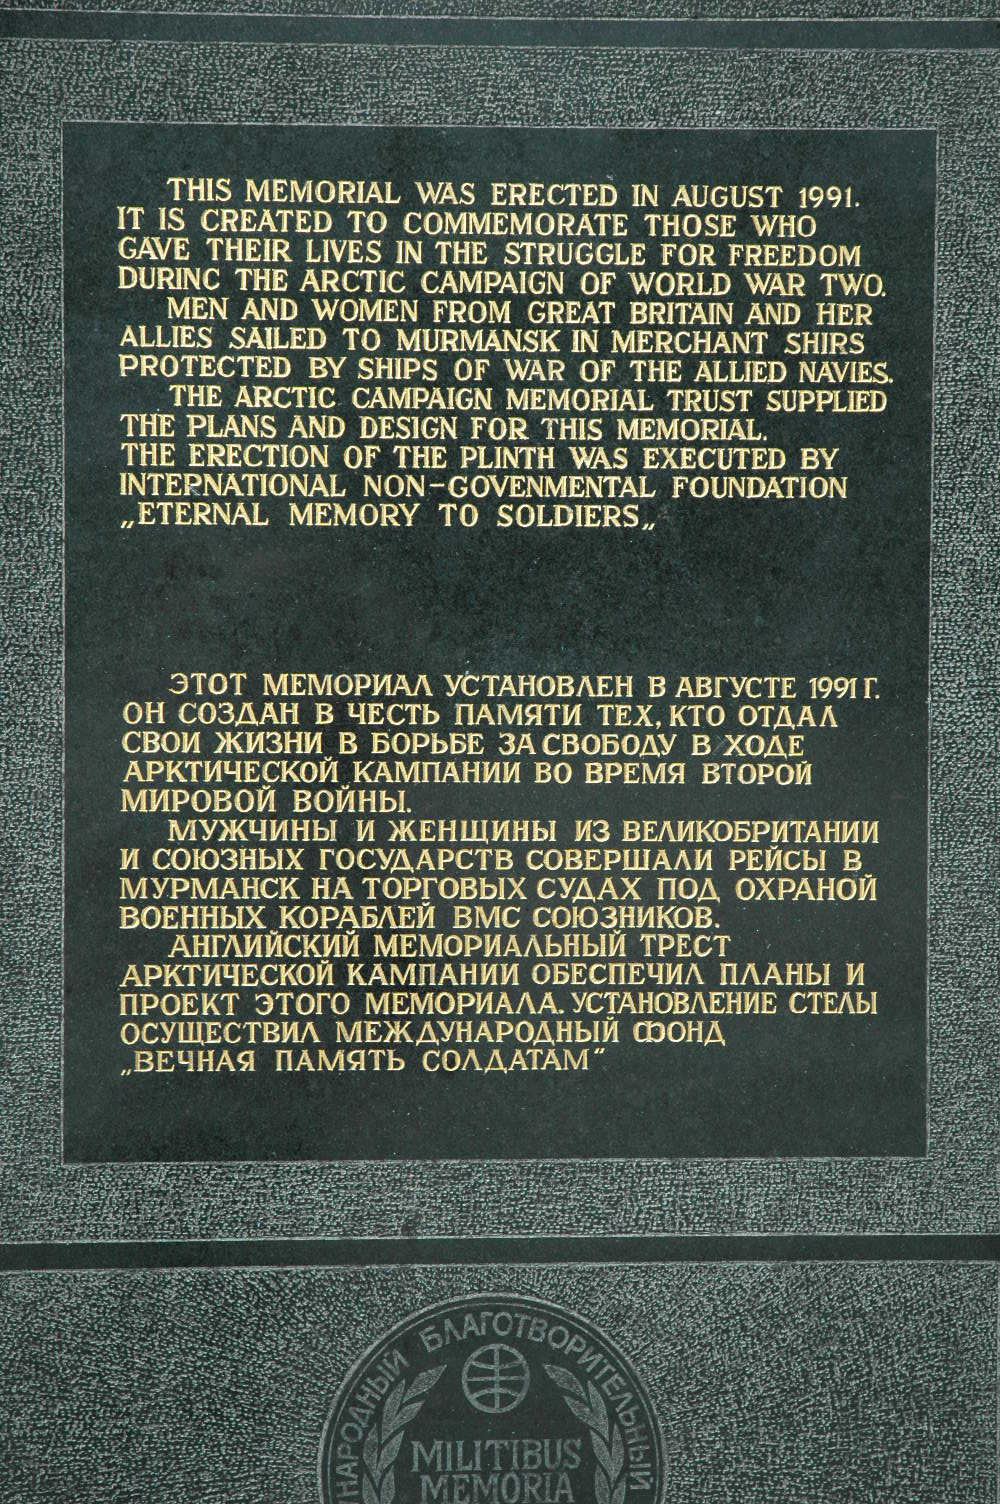 THIS MEMORIAL WAS ERECTED IN AUGUST 1991.
IT IS CREATED TO COMMEMORATE THOSE WHO
GAVE THEIR LIVES IN THE STRUGGLE FOR FREEDOM
DURINC THE ARCTIC CAMPAIGN OF WORLD WAR TWO.
MEN AND WOMEN FROM GREAT BRITAIN AND HER
ALLIES SAILED TO MURMANSK IN MERCHANT SHIRS
PROTECTED BY SHIPS OF WAR OF THE ALLIED NAVIES.
THE ARCTIC CAMPAIGN MEMORIAL TRUST SUPPLIED
THE PLANS AND DESIGN FOR THIS MEMORIAL.
THE ERECTION OF THE PLINTH WAS EXECUTED BY
INTERNATIONAL NON-GOVENMENTAL FOUNDATION
„ETERNAL MEMORY TO SOLDIERS„
ЭТОТ МЕМОРИАЛ УСТАНОВЛЕН В АВГУСТЕ 1991 Г.
ОН СОЗДАН В ЧЕСТЬ ПАМЯТИ ТЕХ, КТО ОТДАЛ
СВОИ ЖИЗНИ В БОРЬБЕ ЗА СВОБОДУ В ХОДЕ
АРКТИЧЕСКОЙ КАМПАНИИ ВО ВРЕМЯ ВТОРОЙ
МИРОВОЙ ВОЙНЫ.
МУЖЧИНЫ И ЖЕНЩИНЫ ИЗ ВЕЛИКОБРИТАНИИ
И СОЮЗНЫХ ГОСУДАРСТВ СОВЕРШАЛИ РЕЙСЫ В
МУРМАНСК НА ТОРГОВЫХ СУДАХ ПОД ОХРАНОЙ
ВОЕННЫХ КОРАБЛЕЙ ВМС СОЮЗНИКОВ.
АНГЛИЙСКИЙ МЕМОРИАЛЬНЫЙ ТРЕСТ
АРКТИЧЕСКОЙ КАМПАНИИ ОБЕСПЕЧИЛ ПЛАНЫ И
ПРОЕКТ ЭТОГО МЕМОРИАЛА. УСТАНОВЛЕНИЕ СТЕЛЫ
ОСУЩЕСТВИЛ МЕЖДУНАРОДНЫЙ ФОНД
„ВЕЧНАЯ ПАМЯТЬ СОЛДАТАМ"
НАРОДНЫЙ БЛАГОТВОРИТЕЛЬНЫЙ
MILITIBUS
MEMORIA